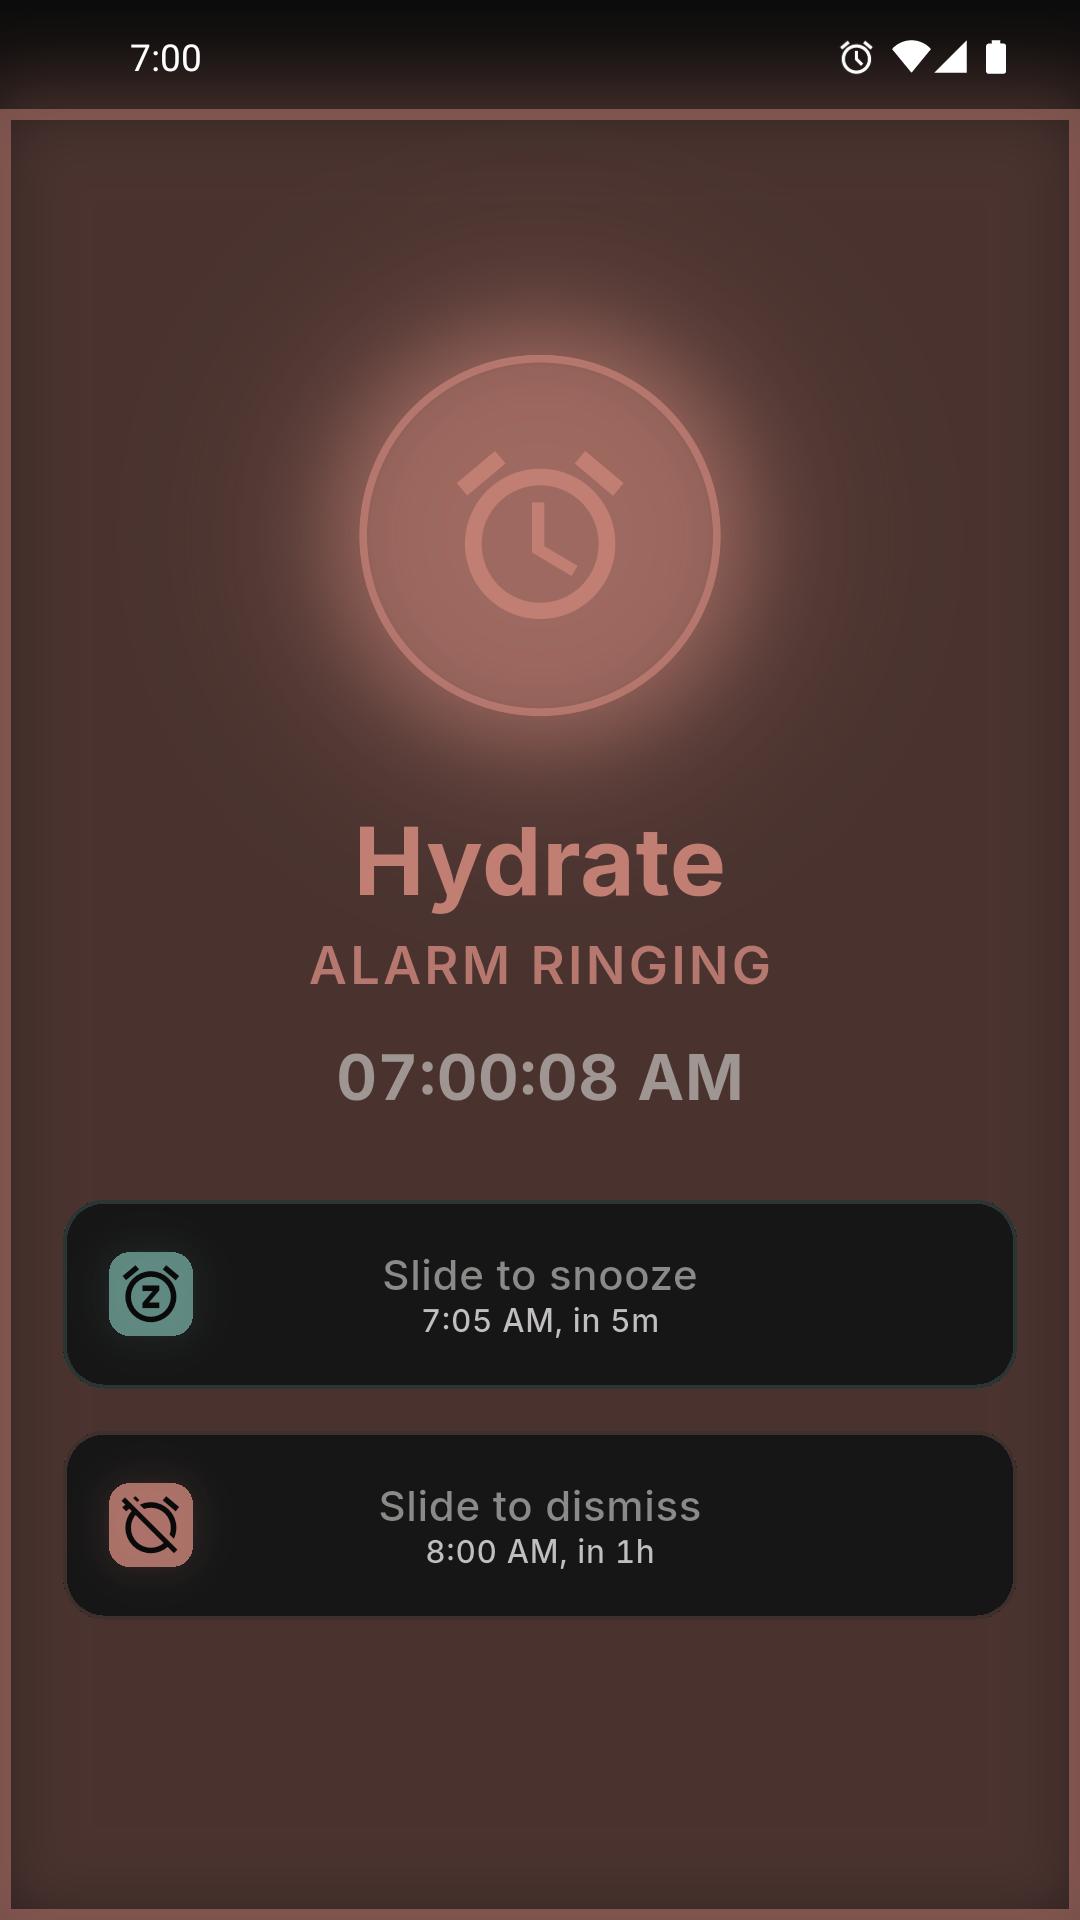 7:00
Hydrate
ALARM RINGING
07:00:08 AM
Slide to snooze
7:05 AM, in 5m
Slide to dismiss
8:00 AM, in 1h